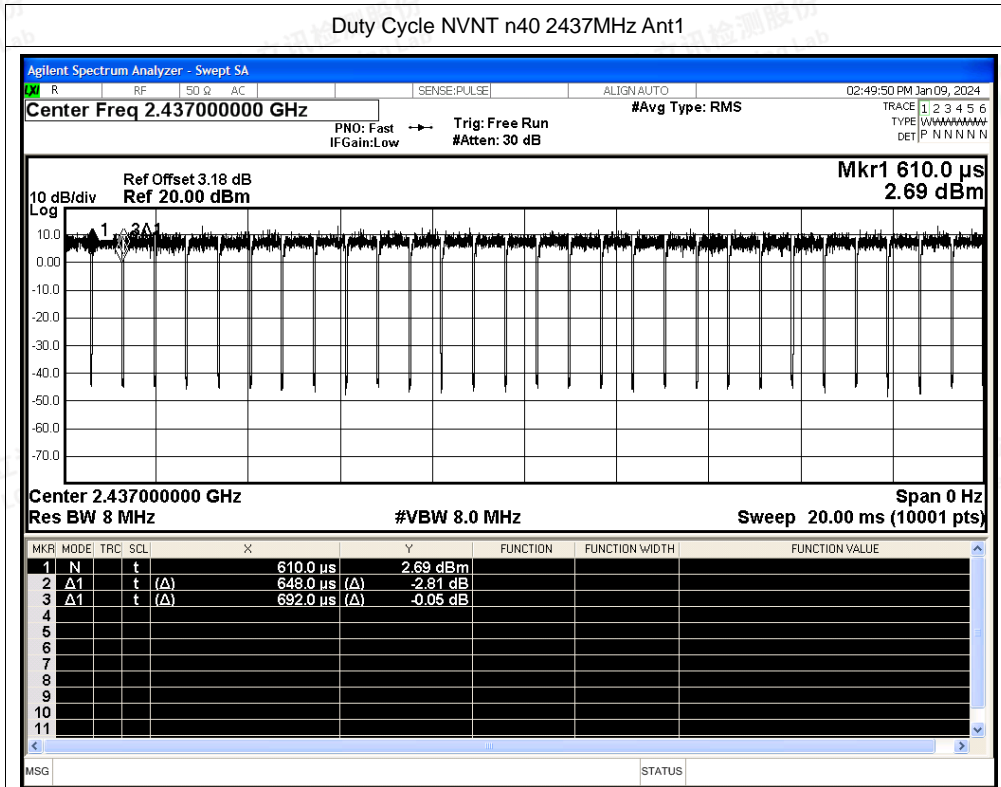 Duty Cycle NVNT n40 2437MHz Ant1
Agilent Spectrum Analyzer - Swept SA
LXI R RF 50 Ω AC SENSE:PULSE ALIGN AUTO 02:49:50 PM Jan 09, 2024
Center Freq 2.437000000 GHz #Avg Type: RMS TRACE 1 2 3 4 5 6
PNO: Fast Trig: Free Run TYPE
IFGain:Low #Atten: 30 dB DET P N N N N N
Mkr1 610.0 µs
Ref Offset 3.18 dB
10 dB/div Ref 20.00 dBm 2.69 dBm
Log
10.0
1 3Δ1
0.00
-10.0
-20.0
-30.0
-40.0
-50.0
-60.0
-70.0
Center 2.437000000 GHz Span 0 Hz
Res BW 8 MHz #VBW 8.0 MHz Sweep 20.00 ms (10001 pts)
MKR MODE TRC SCL X Y FUNCTION FUNCTION WIDTH FUNCTION VALUE
1 N t 610.0 µs 2.69 dBm
2 Δ1 t (Δ) 648.0 µs (Δ) -2.81 dB
3 Δ1 t (Δ) 692.0 µs (Δ) -0.05 dB
4
5
6
7
8
9
10
11
MSG STATUS